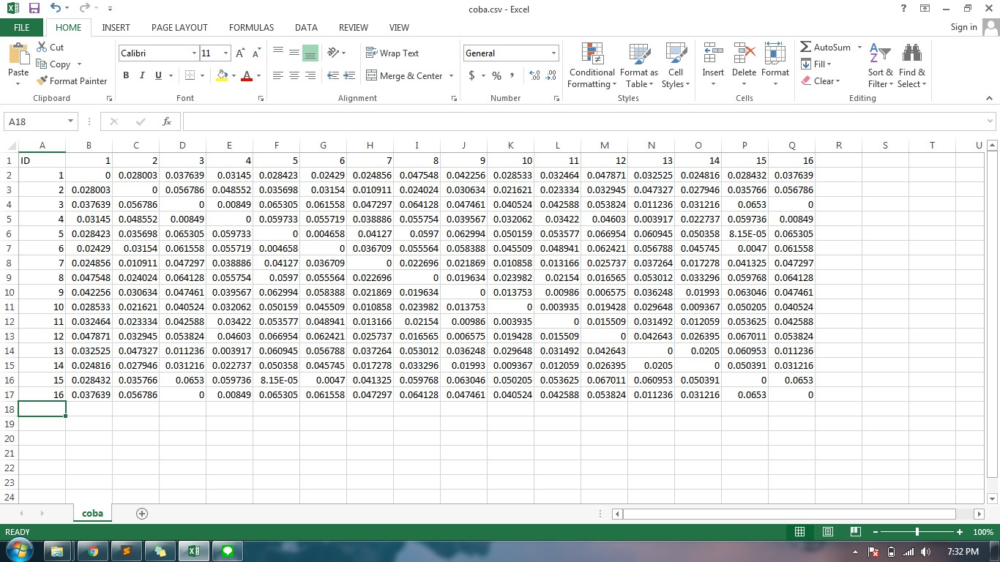 coba.csv - Excel
?
FILE HOME INSERT PAGE LAYOUT FORMULAS DATA REVIEW VIEW Sign in
Paste
Cut
Copy
Format Painter
Clipboard
Calibri 11
B I U
Font
Wrap Text
Merge & Center
Alignment
General
$ % ,
Number
Conditional Formatting
Format as Table
Cell Styles
Styles
Insert Delete Format
Cells
AutoSum
Fill
Clear
Sort & Filter
Find & Select
Editing
A18 fx
A B C D E F G H I J K L M N O P Q R S T U
1 ID 1 2 3 4 5 6 7 8 9 10 11 12 13 14 15 16
2 1 0 0.028003 0.037639 0.03145 0.028423 0.02429 0.024856 0.047548 0.042256 0.028533 0.032464 0.047871 0.032525 0.024816 0.028432 0.037639
3 2 0.028003 0 0.056786 0.048552 0.035698 0.03154 0.010911 0.024024 0.030634 0.021621 0.023334 0.032945 0.047327 0.027946 0.035766 0.056786
4 3 0.037639 0.056786 0 0.00849 0.065305 0.061558 0.047297 0.064128 0.047461 0.040524 0.042588 0.053824 0.011236 0.031216 0.0653 0
5 4 0.03145 0.048552 0.00849 0 0.059733 0.055719 0.038886 0.055754 0.039567 0.032062 0.03422 0.04603 0.003917 0.022737 0.059736 0.00849
6 5 0.028423 0.035698 0.065305 0.059733 0 0.004658 0.04127 0.0597 0.062994 0.050159 0.053577 0.066954 0.060945 0.050358 8.15E-05 0.065305
7 6 0.02429 0.03154 0.061558 0.055719 0.004658 0 0.036709 0.055564 0.058388 0.045509 0.048941 0.062421 0.056788 0.045745 0.0047 0.061558
8 7 0.024856 0.010911 0.047297 0.038886 0.04127 0.036709 0 0.022696 0.021869 0.010858 0.013166 0.025737 0.037264 0.017278 0.041325 0.047297
9 8 0.047548 0.024024 0.064128 0.055754 0.0597 0.055564 0.022696 0 0.019634 0.023982 0.02154 0.016565 0.053012 0.033296 0.059768 0.064128
10 9 0.042256 0.030634 0.047461 0.039567 0.062994 0.058388 0.021869 0.019634 0 0.013753 0.00986 0.006575 0.036248 0.01993 0.063046 0.047461
11 10 0.028533 0.021621 0.040524 0.032062 0.050159 0.045509 0.010858 0.023982 0.013753 0 0.003935 0.019428 0.029648 0.009367 0.050205 0.040524
12 11 0.032464 0.023334 0.042588 0.03422 0.053577 0.048941 0.013166 0.02154 0.00986 0.003935 0 0.015509 0.031492 0.012059 0.053625 0.042588
13 12 0.047871 0.032945 0.053824 0.04603 0.066954 0.062421 0.025737 0.016565 0.006575 0.019428 0.015509 0 0.042643 0.026395 0.067011 0.053824
14 13 0.032525 0.047327 0.011236 0.003917 0.060945 0.056788 0.037264 0.053012 0.036248 0.029648 0.031492 0.042643 0 0.0205 0.060953 0.011236
15 14 0.024816 0.027946 0.031216 0.022737 0.050358 0.045745 0.017278 0.033296 0.01993 0.009367 0.012059 0.026395 0.0205 0 0.050391 0.031216
16 15 0.028432 0.035766 0.0653 0.059736 8.15E-05 0.0047 0.041325 0.059768 0.063046 0.050205 0.053625 0.067011 0.060953 0.050391 0 0.0653
17 16 0.037639 0.056786 0 0.00849 0.065305 0.061558 0.047297 0.064128 0.047461 0.040524 0.042588 0.053824 0.011236 0.031216 0.0653 0
18
19
20
21
22
23
24
coba
READY 100%
7:32 PM